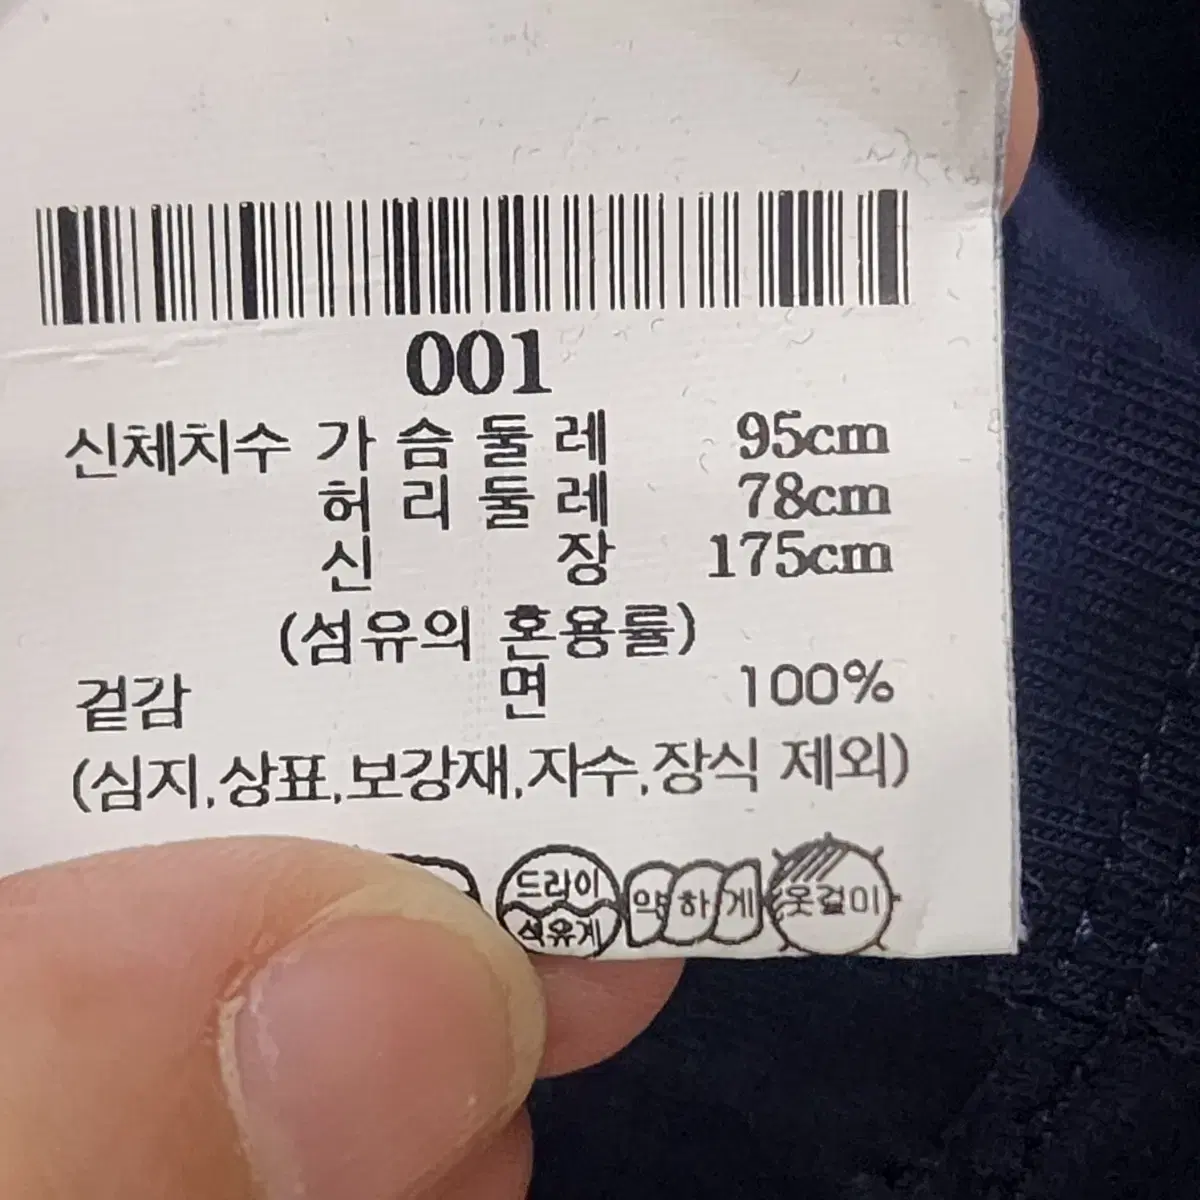 001
신체치수 가슴둘레 95cm
허리둘레 78cm
신장 175cm
(섬유의 혼용률)
겉감 면 100%
(심지,상표,보강재,자수,장식 제외)
드라이
석유계
약하게
옷걸이